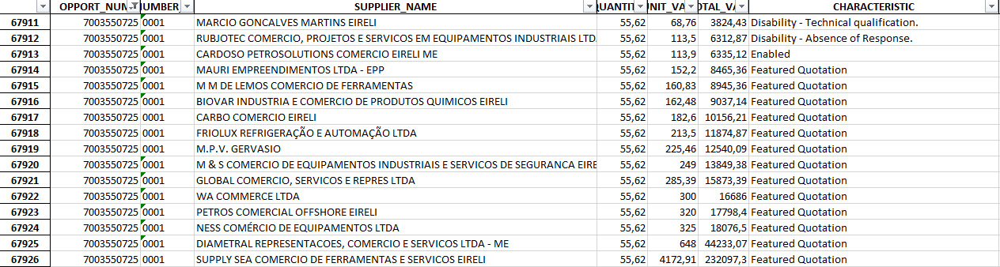 OPPORT_NUM NUMBER_ SUPPLIER_NAME QUANTIT UNIT_VA TOTAL_VA CHARACTERISTIC
67911 7003550725 0001 MARCIO GONCALVES MARTINS EIRELI 55,62 68,76 3824,43 Disability - Technical qualification.
67912 7003550725 0001 RUBJOTEC COMERCIO, PROJETOS E SERVICOS EM EQUIPAMENTOS INDUSTRIAIS LTD. 55,62 113,5 6312,87 Disability - Absence of Response.
67913 7003550725 0001 CARDOSO PETROSOLUTIONS COMERCIO EIRELI ME 55,62 113,9 6335,12 Enabled
67914 7003550725 0001 MAURI EMPREENDIMENTOS LTDA - EPP 55,62 152,2 8465,36 Featured Quotation
67915 7003550725 0001 M M DE LEMOS COMERCIO DE FERRAMENTAS 55,62 160,83 8945,36 Featured Quotation
67916 7003550725 0001 BIOVAR INDUSTRIA E COMERCIO DE PRODUTOS QUIMICOS EIRELI 55,62 162,48 9037,14 Featured Quotation
67917 7003550725 0001 CARBO COMERCIO EIRELI 55,62 182,6 10156,21 Featured Quotation
67918 7003550725 0001 FRIOLUX REFRIGERAÇÃO E AUTOMAÇÃO LTDA 55,62 213,5 11874,87 Featured Quotation
67919 7003550725 0001 M.P.V. GERVASIO 55,62 225,46 12540,09 Featured Quotation
67920 7003550725 0001 M & S COMERCIO DE EQUIPAMENTOS INDUSTRIAIS E SERVICOS DE SEGURANCA EIRE 55,62 249 13849,38 Featured Quotation
67921 7003550725 0001 GLOBAL COMERCIO, SERVICOS E REPRES LTDA 55,62 285,39 15873,39 Featured Quotation
67922 7003550725 0001 WA COMMERCE LTDA 55,62 300 16686 Featured Quotation
67923 7003550725 0001 PETROS COMERCIAL OFFSHORE EIRELI 55,62 320 17798,4 Featured Quotation
67924 7003550725 0001 NESS COMÉRCIO DE EQUIPAMENTOS LTDA 55,62 325 18076,5 Featured Quotation
67925 7003550725 0001 DIAMETRAL REPRESENTACOES, COMERCIO E SERVICOS LTDA - ME 55,62 648 44233,07 Featured Quotation
67926 7003550725 0001 SUPPLY SEA COMERCIO DE FERRAMENTAS E SERVICOS EIRELI 55,62 4172,91 232097,3 Featured Quotation